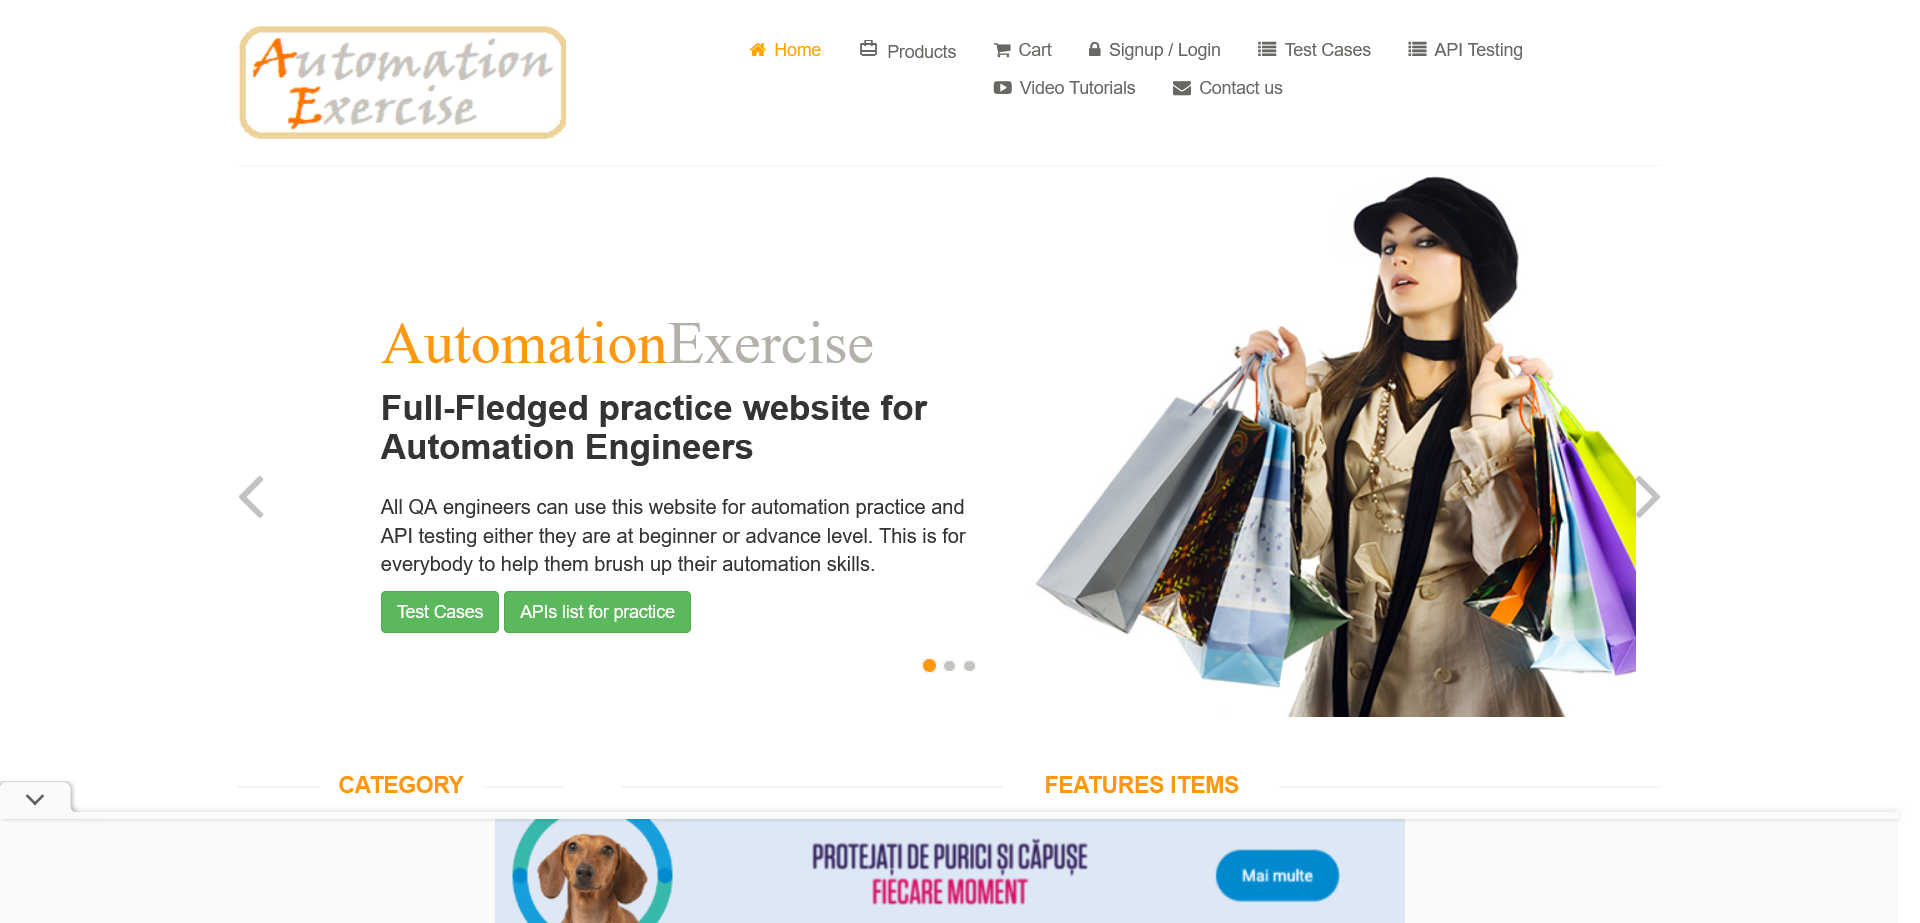 Automation
Exercise
Home
Products
Cart
Signup / Login
Test Cases
API Testing
Video Tutorials
Contact us
AutomationExercise
Full-Fledged practice website for
Automation Engineers
All QA engineers can use this website for automation practice and
API testing either they are at beginner or advance level. This is for
everybody to help them brush up their automation skills.
Test Cases
APIs list for practice
CATEGORY
FEATURES ITEMS
PROTEJAȚI DE PURICI ȘI CĂPUȘE
FIECARE MOMENT
Mai multe